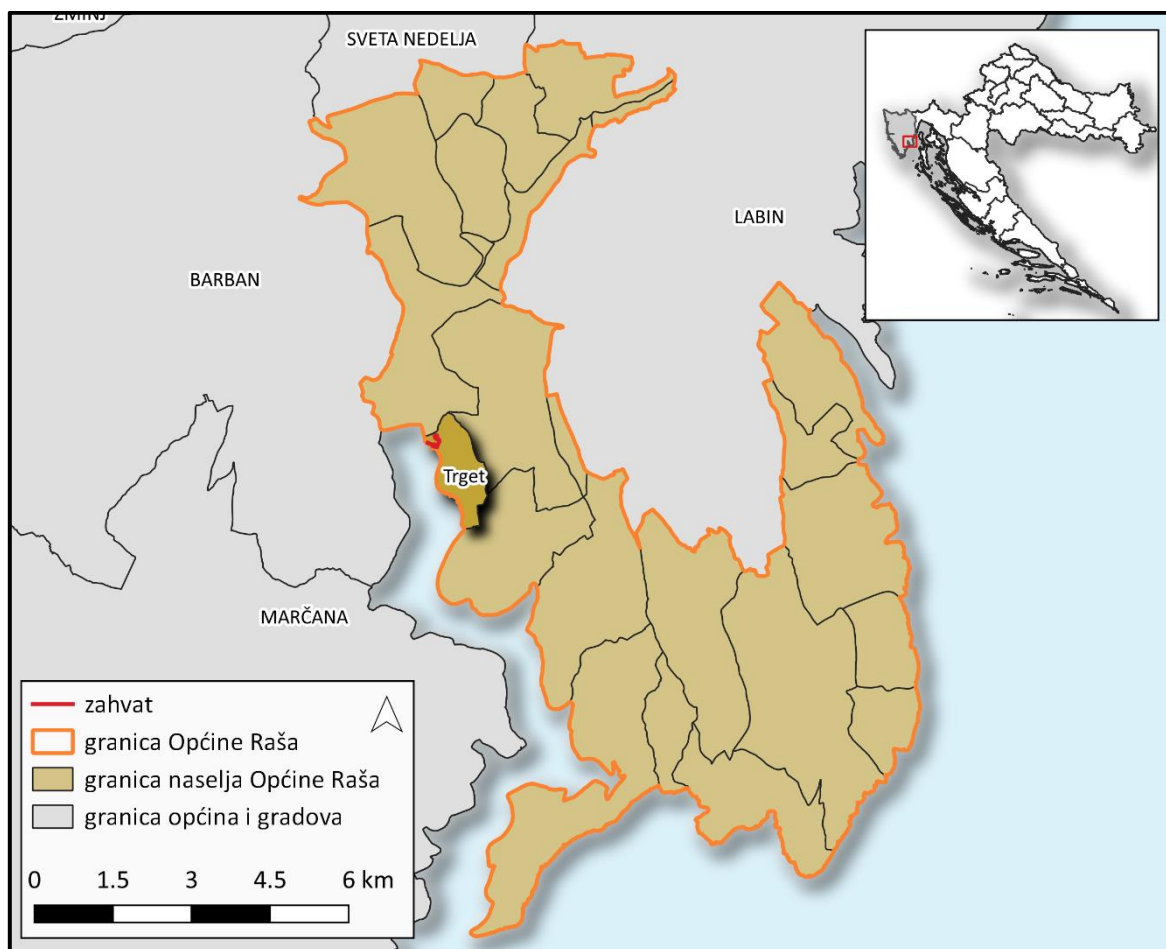 ŽMINJ
SVETA NEDELJA
LABIN
BARBAN
Trget
MARČANA
zahvat
granica Općine Raša
granica naselja Općine Raša
granica općina i gradova
0 1.5 3 4.5 6 km